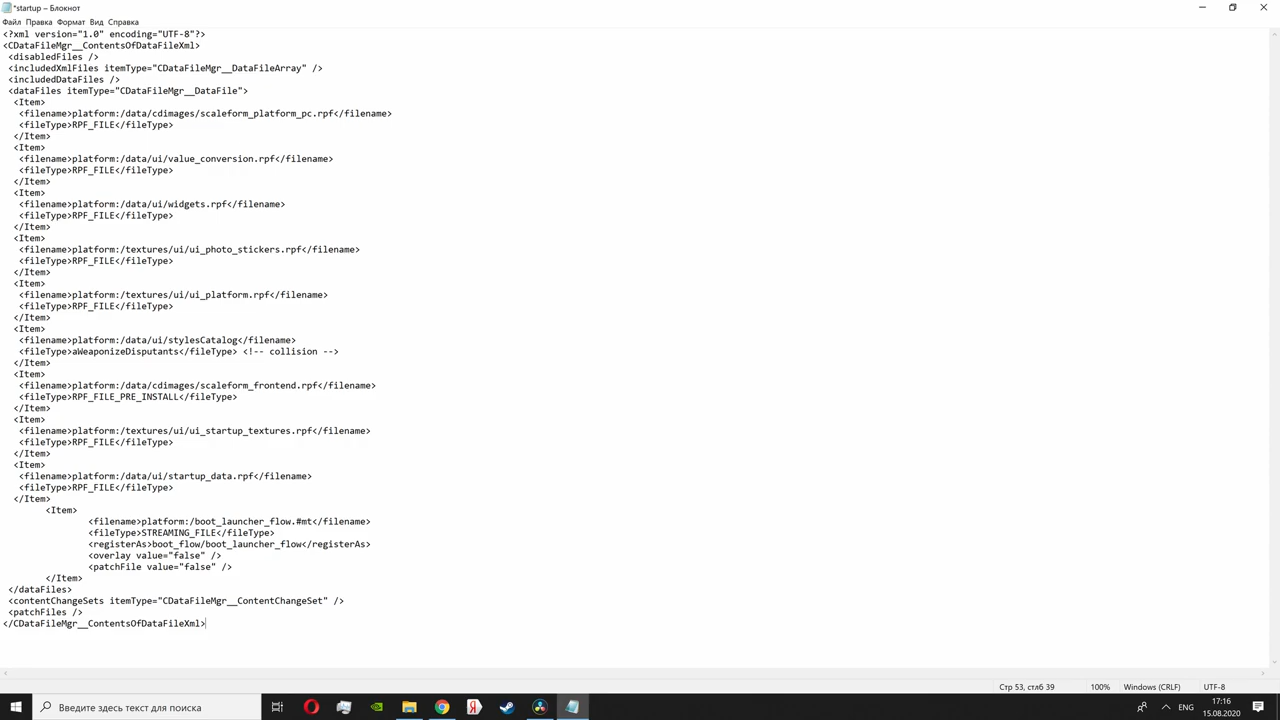 *startup – Блокнот
Файл Правка Формат Вид Справка
<?xml version="1.0" encoding="UTF-8"?>
<CDataFileMgr__ContentsOfDataFileXml>
<disabledFiles />
<includedXmlFiles itemType="CDataFileMgr__DataFileArray" />
<includedDataFiles />
<dataFiles itemType="CDataFileMgr__DataFile">
<Item>
<filename>platform:/data/cdimages/scaleform_platform_pc.rpf</filename>
<fileType>RPF_FILE</fileType>
</Item>
<Item>
<filename>platform:/data/ui/value_conversion.rpf</filename>
<fileType>RPF_FILE</fileType>
</Item>
<Item>
<filename>platform:/data/ui/widgets.rpf</filename>
<fileType>RPF_FILE</fileType>
</Item>
<Item>
<filename>platform:/textures/ui/ui_photo_stickers.rpf</filename>
<fileType>RPF_FILE</fileType>
</Item>
<Item>
<filename>platform:/textures/ui/ui_platform.rpf</filename>
<fileType>RPF_FILE</fileType>
</Item>
<Item>
<filename>platform:/data/ui/stylesCatalog</filename>
<fileType>aWeaponizeDisputants</fileType> <!-- collision -->
</Item>
<Item>
<filename>platform:/data/cdimages/scaleform_frontend.rpf</filename>
<fileType>RPF_FILE_PRE_INSTALL</fileType>
</Item>
<Item>
<filename>platform:/textures/ui/ui_startup_textures.rpf</filename>
<fileType>RPF_FILE</fileType>
</Item>
<Item>
<filename>platform:/data/ui/startup_data.rpf</filename>
<fileType>RPF_FILE</fileType>
</Item>
<Item>
<filename>platform:/boot_launcher_flow.#mt</filename>
<fileType>STREAMING_FILE</fileType>
<registerAs>boot_flow/boot_launcher_flow</registerAs>
<overlay value="false" />
<patchFile value="false" />
</Item>
</dataFiles>
<contentChangeSets itemType="CDataFileMgr__ContentChangeSet" />
<patchFiles />
</CDataFileMgr__ContentsOfDataFileXml>
Стр 53, стлб 39 100% Windows (CRLF) UTF-8
Введите здесь текст для поиска
ENG
17:16
15.08.2020